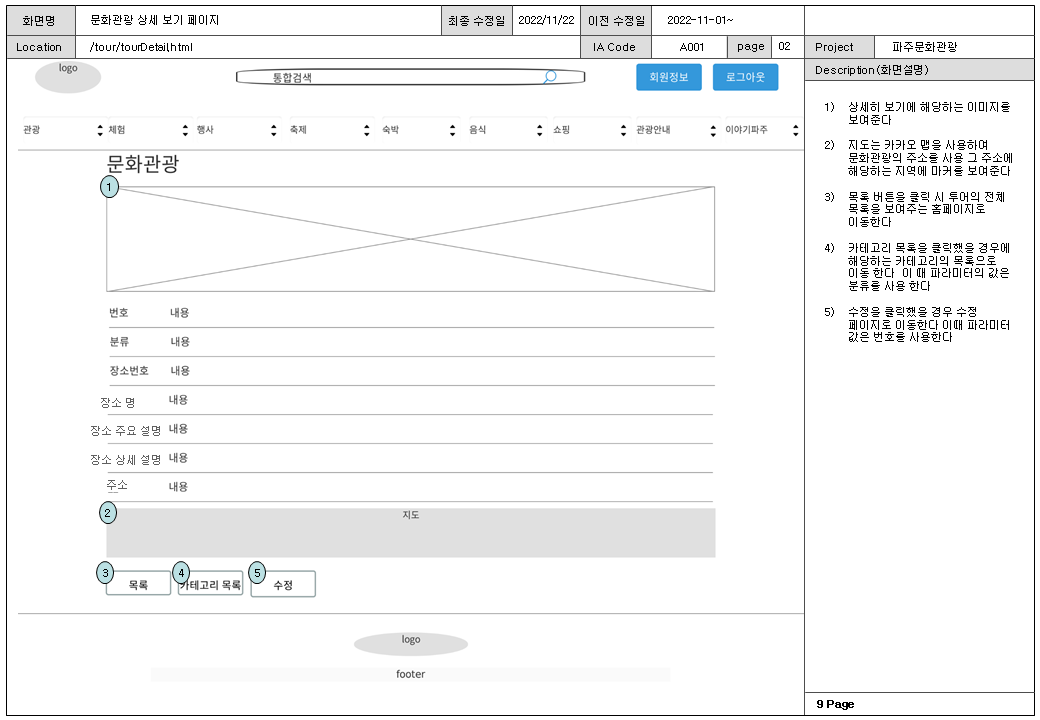 화면명 문화관광 상세 보기 페이지 최종 수정일 2022/11/22 이전 수정일 2022-11-01~
Location /tour/tourDetail.html IA Code A001 page 02 Project 파주문화관광
logo 통합검색 회원정보 로그아웃
관광 체험 행사 축제 숙박 음식 쇼핑 관광안내 이야기파주
문화관광
1
번호 내용
분류 내용
장소번호 내용
장소 명 내용
장소 주요 설명 내용
장소 상세 설명 내용
주소 내용
2 지도
3 목록 4 카테고리 목록 5 수정
logo
footer
Description(화면설명)
1) 상세히 보기에 해당하는 이미지를
보여준다
2) 지도는 카카오 맵을 사용하여
문화관광의 주소를 사용 그 주소에
해당하는 지역에 마커를 보여준다
3) 목록 버튼을 클릭 시 투어의 전체
목록을 보여주는 홈페이지로
이동한다
4) 카테고리 목록을 클릭했을 경우에
해당하는 카테고리의 목록으로
이동 한다 이 때 파라미터의 값은
분류를 사용 한다
5) 수정을 클릭했을 경우 수정
페이지로 이동한다 이때 파라미터
값은 번호를 사용한다
9 Page